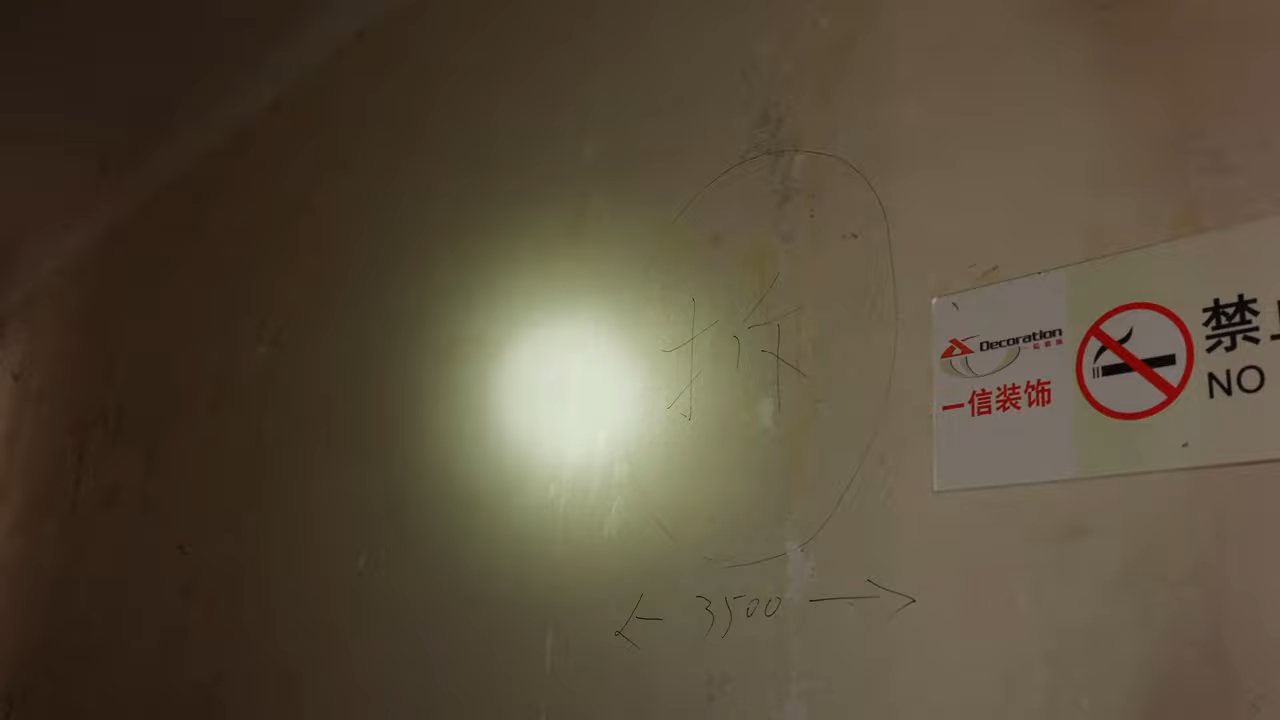 拆
← 3500 →
Decoration
一信装饰
禁
NO